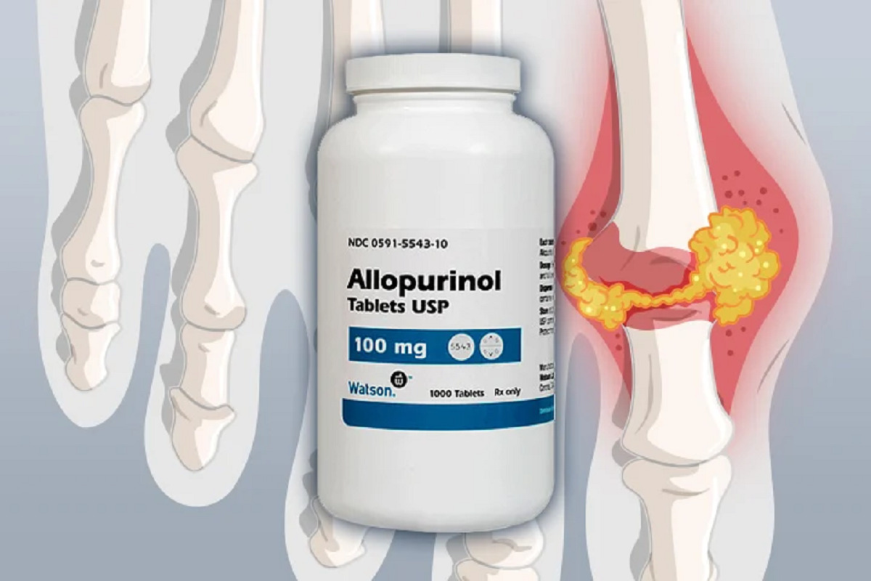 NDC 0591-5543-10
Allopurinol
Tablets USP
100 mg
5543
Watson.
1000 Tablets Rx only